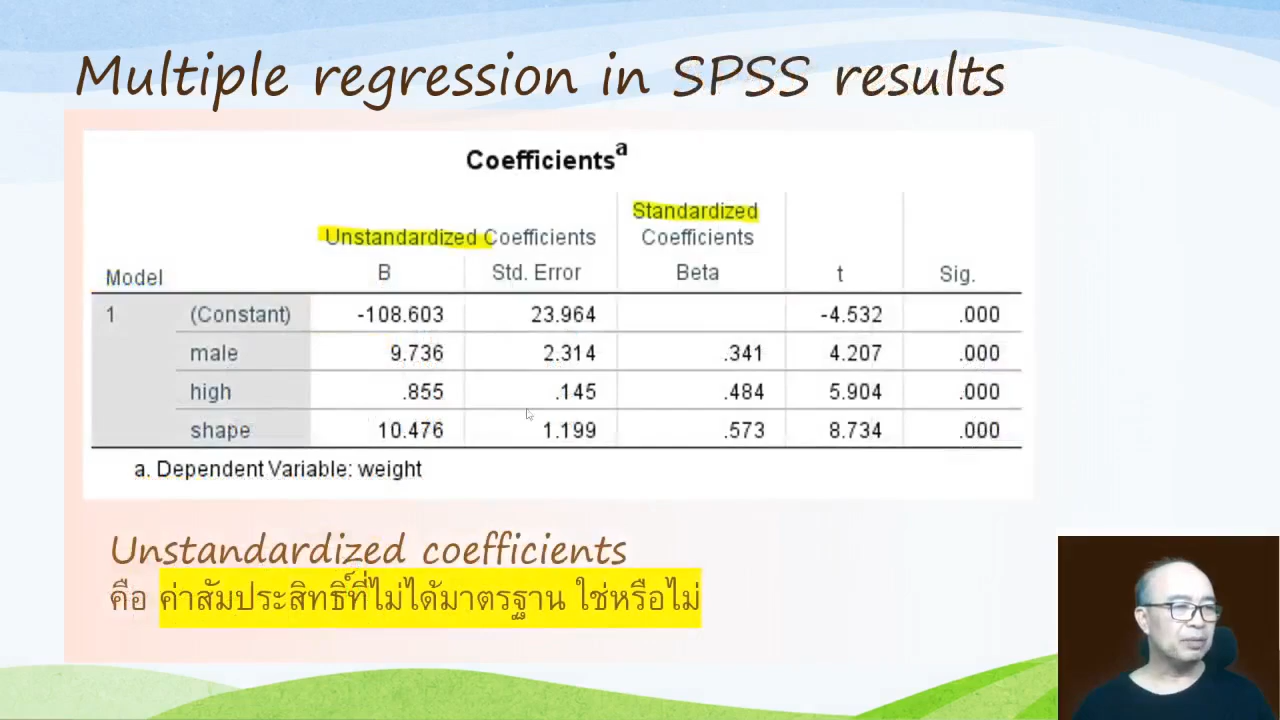 Multiple regression in SPSS results
Coefficientsᵃ
Standardized
Unstandardized Coefficients Coefficients
Model B Std. Error Beta t Sig.
1 (Constant) -108.603 23.964 -4.532 .000
male 9.736 2.314 .341 4.207 .000
high .855 .145 .484 5.904 .000
shape 10.476 1.199 .573 8.734 .000
a. Dependent Variable: weight
Unstandardized coefficients
คือ ค่าสัมประสิทธิ์ที่ไม่ได้มาตรฐาน ใช่หรือไม่